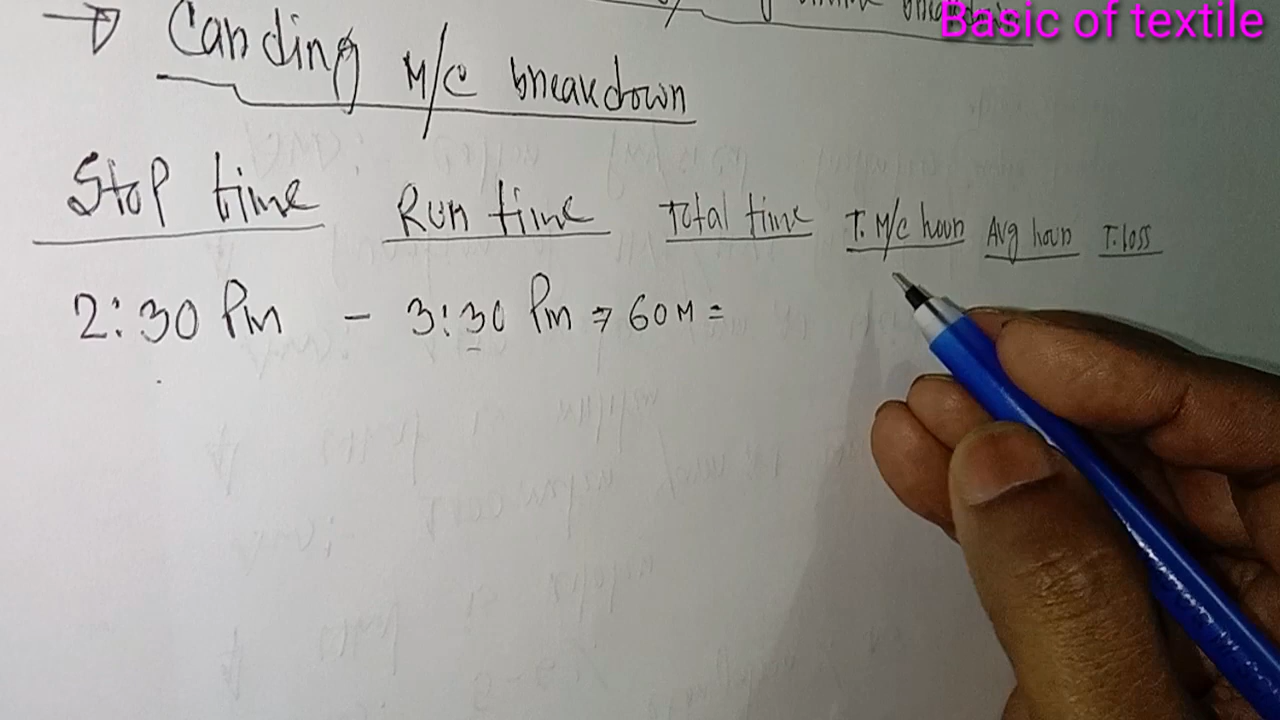 Basic of textile
→ Carding M/C breakdown
Stop time Run time Total time T. M/C hour Avg hour T. loss
2:30 Pm - 3:30 Pm ⇒ 60 M =